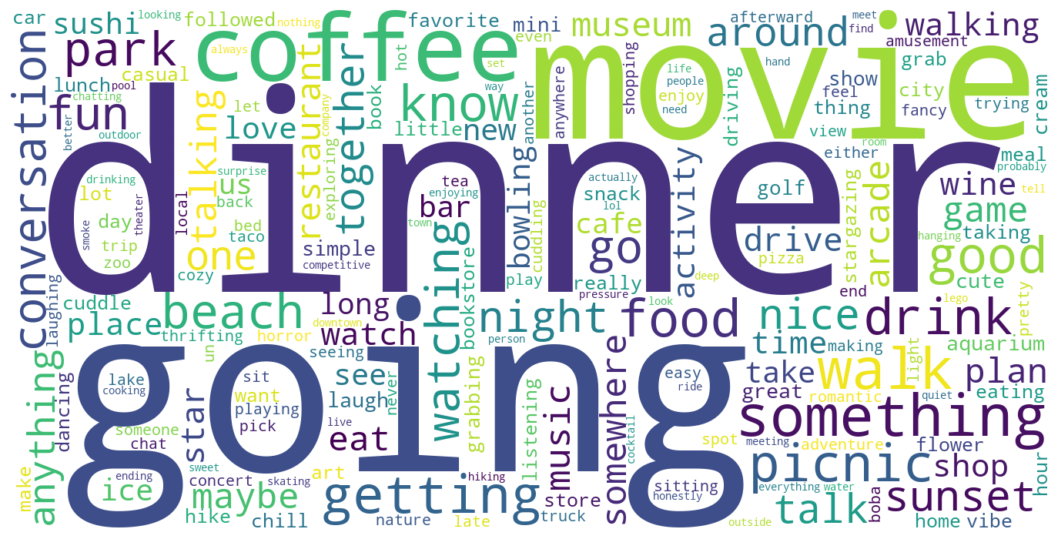 looking
nothing
sushi
followed
favorite
mini
museum
afterward
meet
find
walking
car
park
always
coffee
hot
even
around
amusement
grab
casual
set
movie
lunch
pool
restaurant
book
know
anywhere
shopping
life
people
enjoy
need
hand
show
feel
city
cream
conversation
chatting
fun
better
outdoor
talking
let
love
company
together
little
new
another
way
driving
thing
view
fancy
trying
room
either
meal
probably
dinner
drinking
lot
surprise
us
back
exploring
tea
enjoying
actually
lol
bowling
snack
cafe
cuddling
activity
golf
stargazing
arcade
wine
tell
day
smoke
theater
local
one
bed
taco
simple
bar
town
go
drive
pizza
game
taking
hanging
good
trip
zoo
cozy
competitive
play
really
deep
end
cute
cuddle
beach
long
watching
bookstore
pressure
look
lego
pretty
laughing
place
thrifting
horror
downtown
watch
night
person
food
nice
drink
time
making
light
aquarium
anything
dancing
lake
cooking
un
going
seeing
see
never
grabbing
listening
somewhere
easy
ride
take
walk
quiet
plan
star
sit
want
playing
pick
laugh
live
eat
music
great
romantic
eating
someone
chat
something
cocktail
sitting
honestly
spot
meeting
adventure
flower
make
ending
sweet
concert
art
hiking
picnic
shop
hour
ice
skating
maybe
getting
store
everything
water
talk
boba
sunset
hike
chill
nature
late
truck
outside
home
vibe